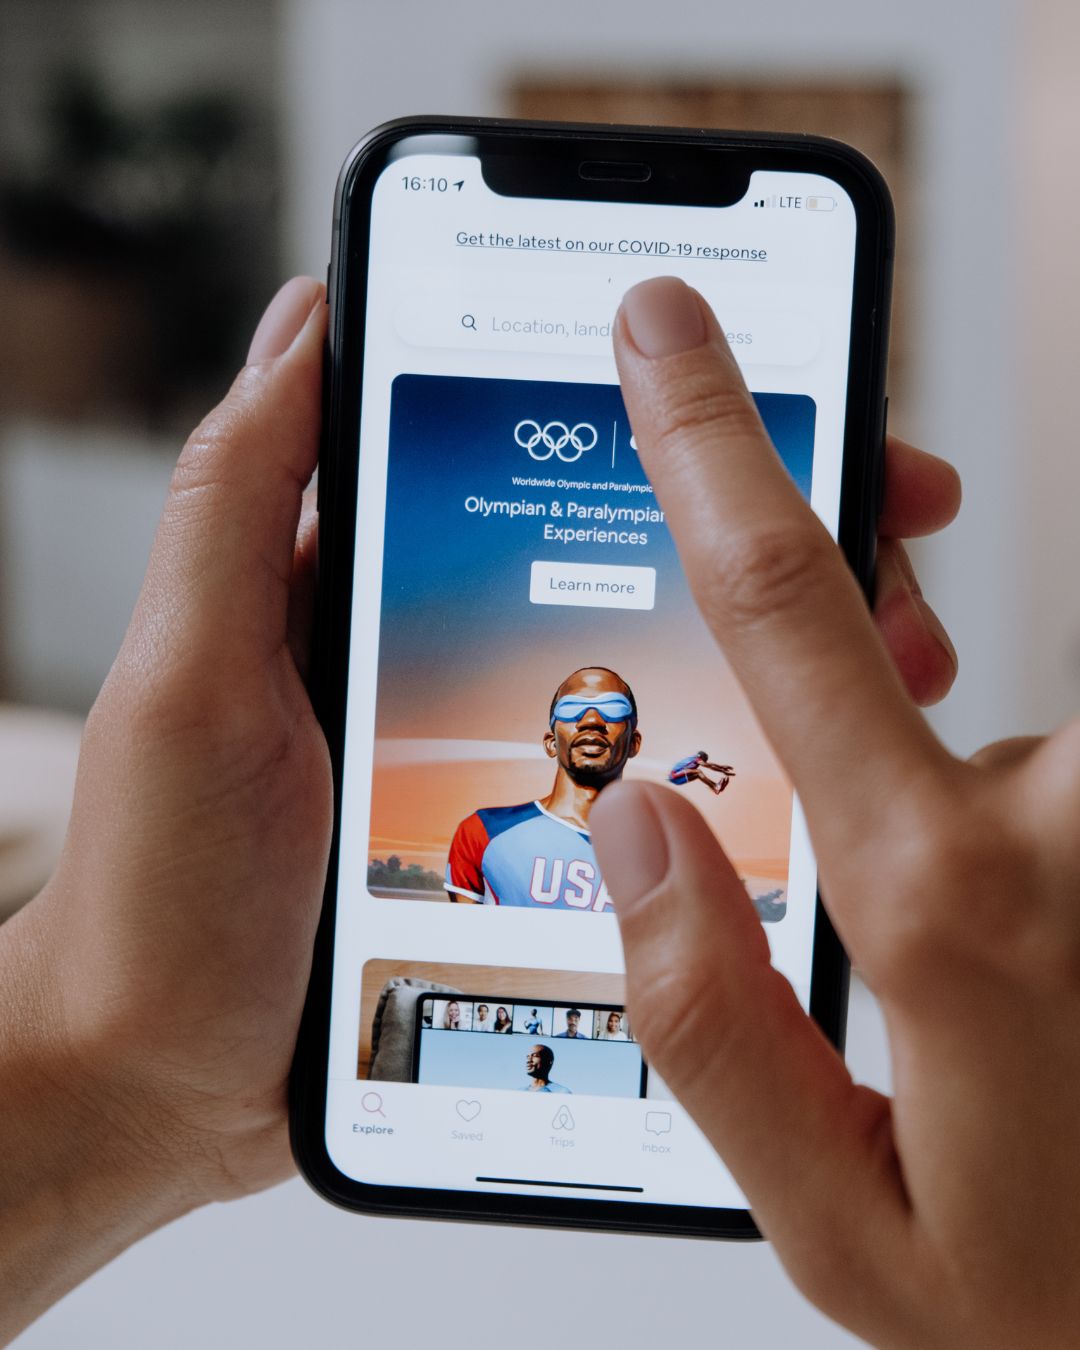 16:10
LTE
Get the latest on our COVID-19 response
Location, land ess
Worldwide Olympic and Paralympic
Olympian & Paralympian
Experiences
Learn more
USA
Explore
Saved
Trips
Inbox